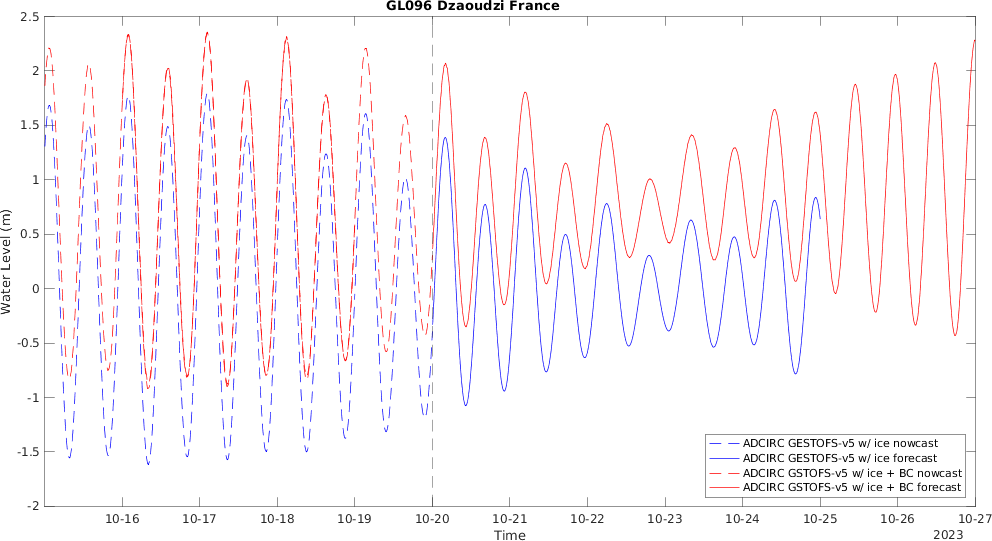 GL096 Dzaoudzi France
2.5
2
1.5
1
0.5
0
-0.5
-1
-1.5
-2
Water Level (m)
ADCIRC GESTOFS-v5 w/ ice nowcast
ADCIRC GESTOFS-v5 w/ ice forecast
ADCIRC GSTOFS-v5 w/ ice + BC nowcast
ADCIRC GSTOFS-v5 w/ ice + BC forecast
10-16 10-17 10-18 10-19 10-20 10-21 10-22 10-23 10-24 10-25 10-26 10-27
Time
2023